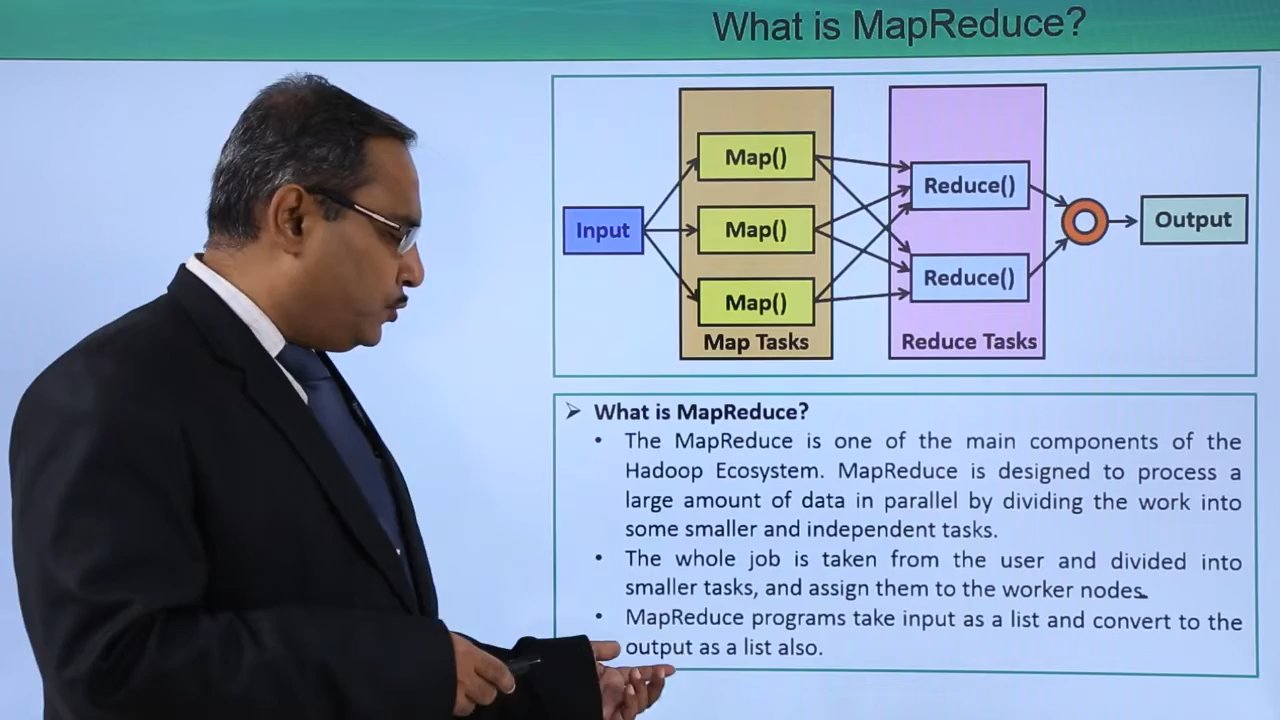 What is MapReduce?
Map()
Reduce()
Input
Map()
Output
Reduce()
Map()
Map Tasks
Reduce Tasks
➢ What is MapReduce?
• The MapReduce is one of the main components of the
Hadoop Ecosystem. MapReduce is designed to process a
large amount of data in parallel by dividing the work into
some smaller and independent tasks.
• The whole job is taken from the user and divided into
smaller tasks, and assign them to the worker nodes.
• MapReduce programs take input as a list and convert to the
output as a list also.